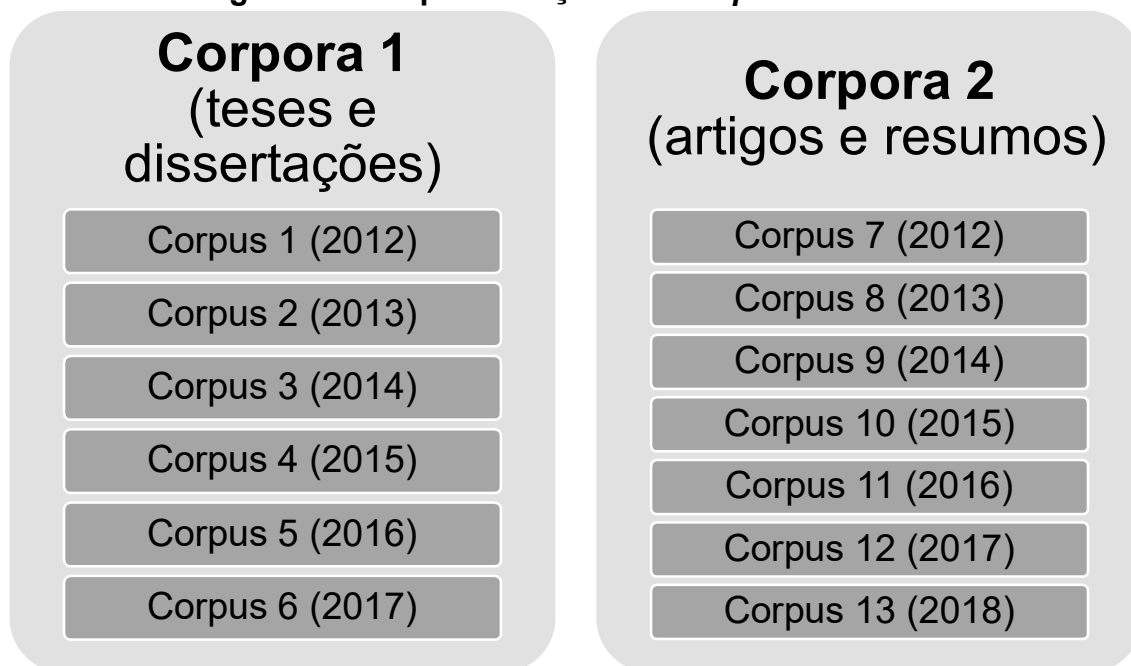 Corpora 1
(teses e
dissertações)
Corpus 1 (2012)
Corpus 2 (2013)
Corpus 3 (2014)
Corpus 4 (2015)
Corpus 5 (2016)
Corpus 6 (2017)
Corpora 2
(artigos e resumos)
Corpus 7 (2012)
Corpus 8 (2013)
Corpus 9 (2014)
Corpus 10 (2015)
Corpus 11 (2016)
Corpus 12 (2017)
Corpus 13 (2018)